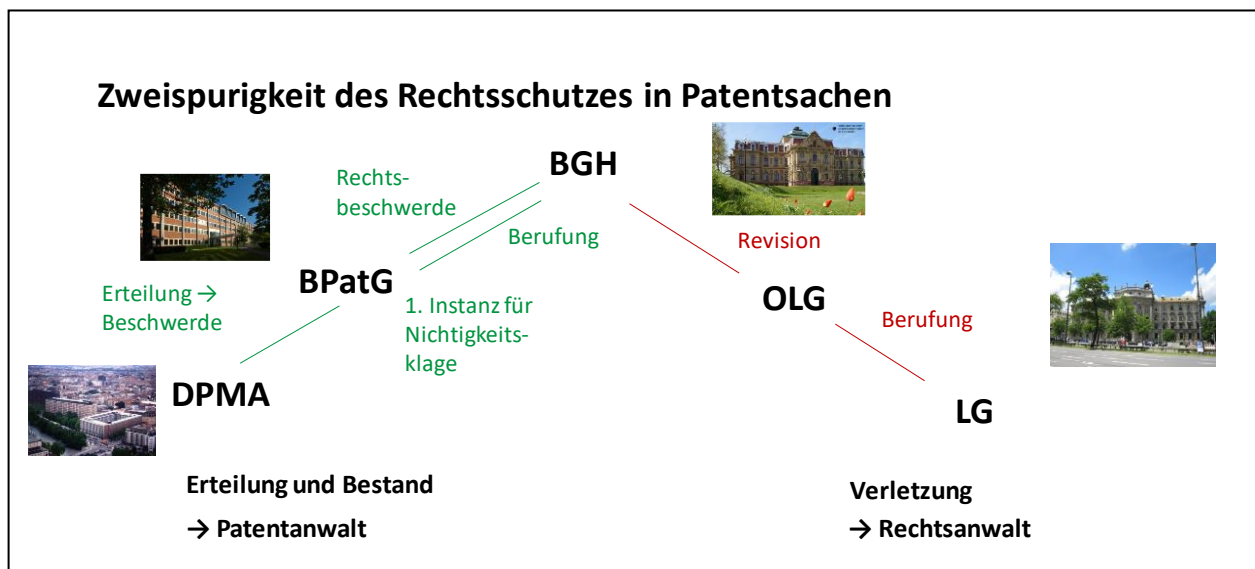 Zweispurigkeit des Rechtsschutzes in Patentsachen
BGH
Rechts-
beschwerde
Berufung
Revision
BPatG
OLG
Erteilung →
Beschwerde
1. Instanz für
Nichtigkeits-
klage
Berufung
DPMA
LG
Erteilung und Bestand
→ Patentanwalt
Verletzung
→ Rechtsanwalt